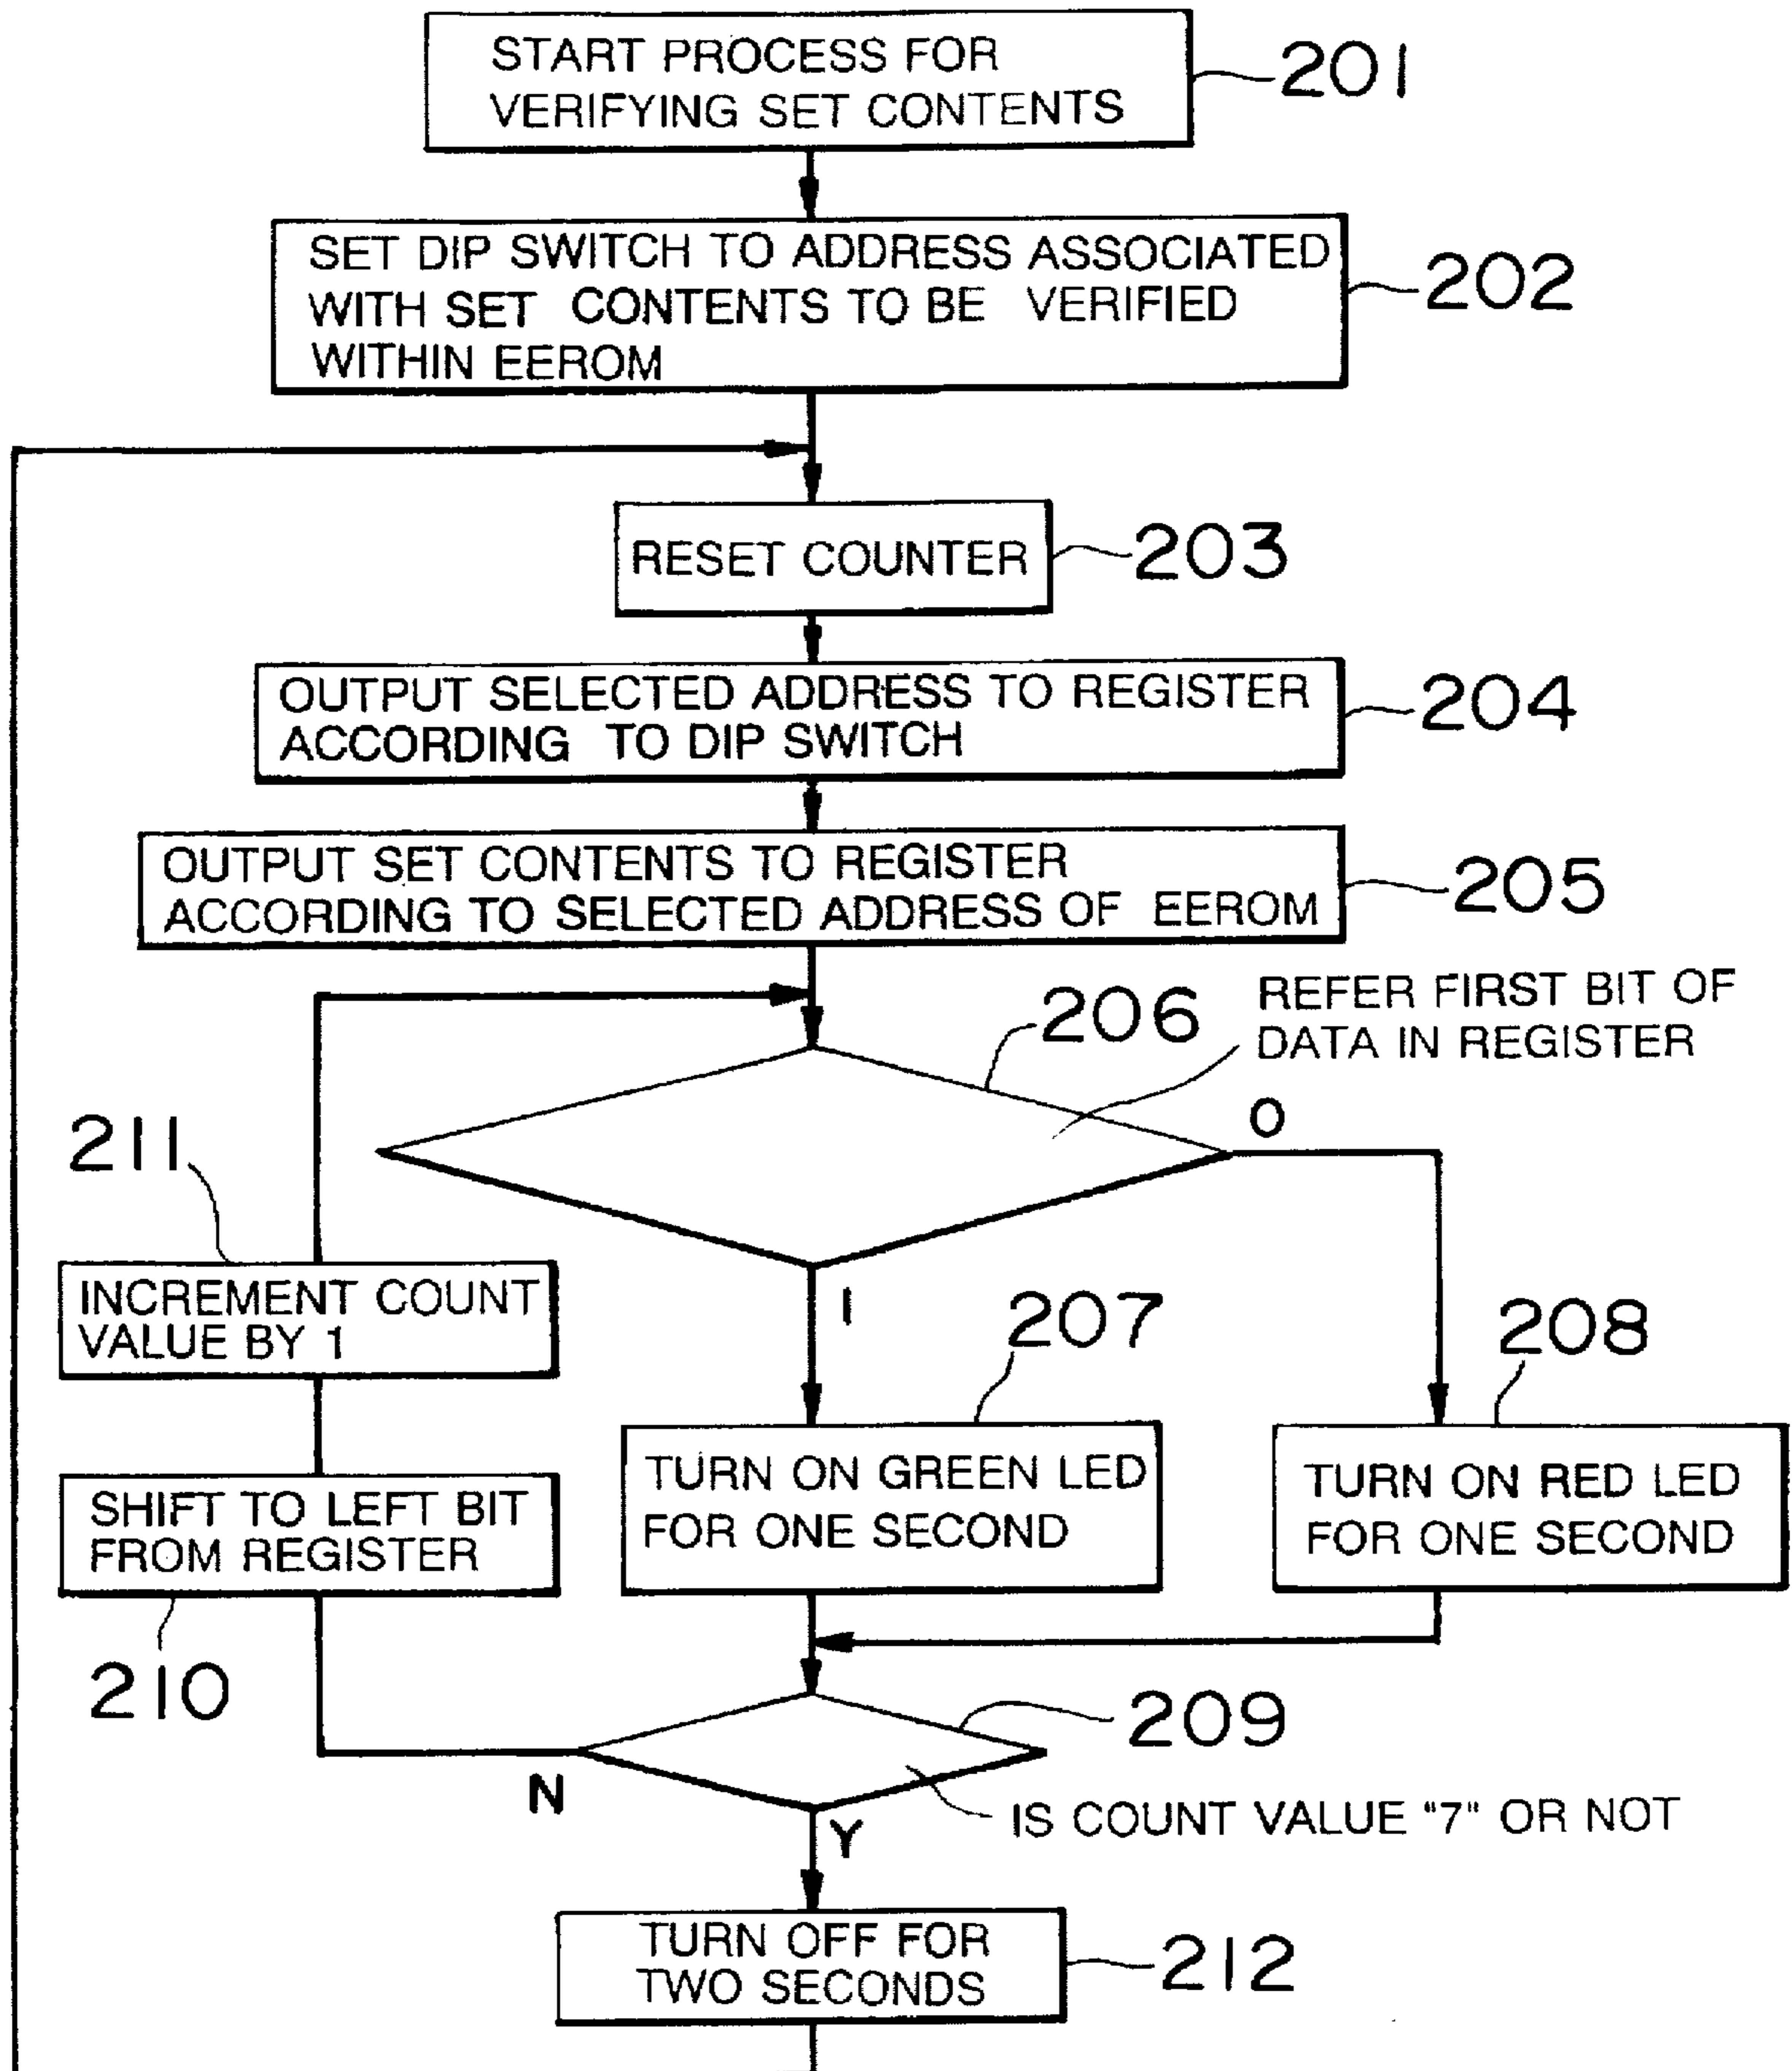 START PROCESS FOR
VERIFYING SET CONTENTS
201
SET DIP SWITCH TO ADDRESS ASSOCIATED
WITH SET CONTENTS TO BE VERIFIED
WITHIN EEROM
202
RESET COUNTER
203
OUTPUT SELECTED ADDRESS TO REGISTER
ACCORDING TO DIP SWITCH
204
OUTPUT SET CONTENTS TO REGISTER
ACCORDING TO SELECTED ADDRESS OF EEROM
205
206
REFER FIRST BIT OF
DATA IN REGISTER
0
1
211
INCREMENT COUNT
VALUE BY 1
207
TURN ON GREEN LED
FOR ONE SECOND
208
TURN ON RED LED
FOR ONE SECOND
SHIFT TO LEFT BIT
FROM REGISTER
210
209
IS COUNT VALUE "7" OR NOT
N
Y
TURN OFF FOR
TWO SECONDS
212